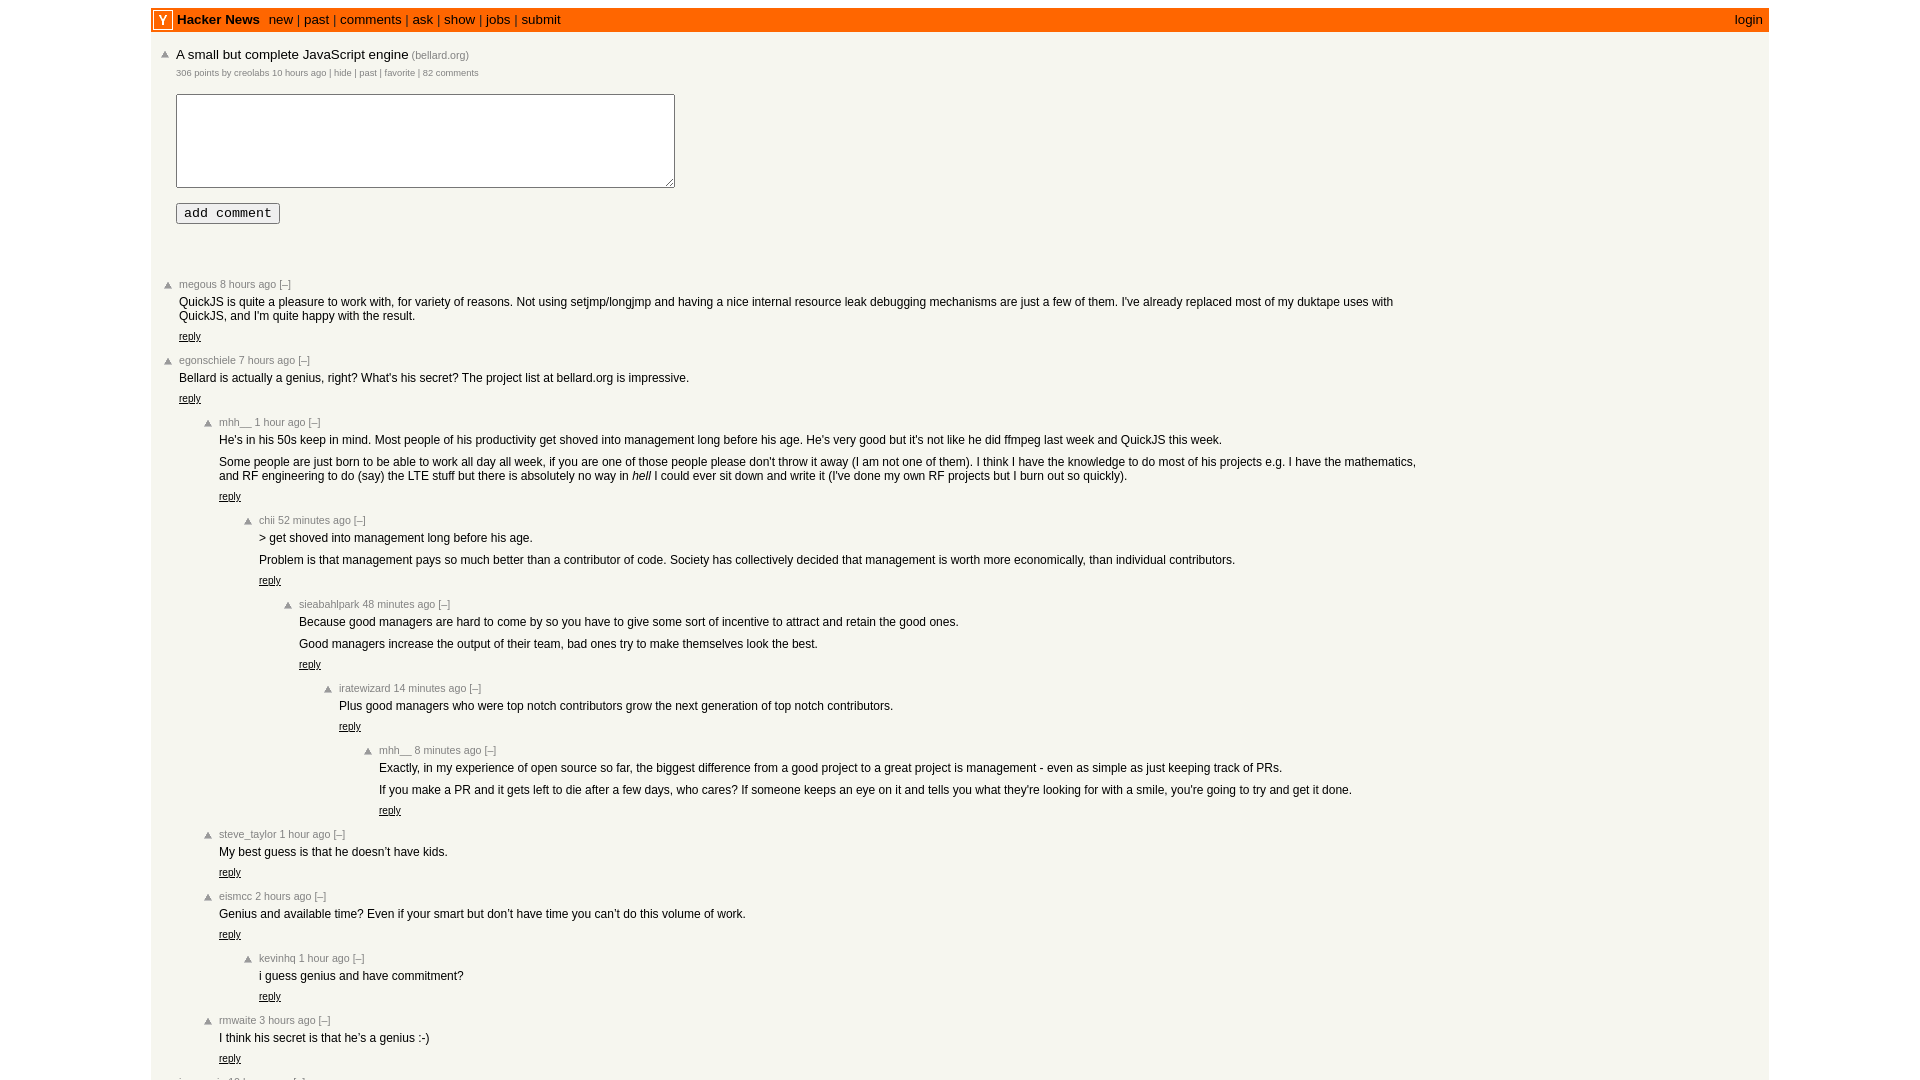 Y Hacker News new | past | comments | ask | show | jobs | submit login
A small but complete JavaScript engine (bellard.org)
306 points by creolabs 10 hours ago | hide | past | favorite | 82 comments
add comment
megous 8 hours ago [–]
QuickJS is quite a pleasure to work with, for variety of reasons. Not using setjmp/longjmp and having a nice internal resource leak debugging mechanisms are just a few of them. I've already replaced most of my duktape uses with
QuickJS, and I'm quite happy with the result.
reply
egonschiele 7 hours ago [–]
Bellard is actually a genius, right? What's his secret? The project list at bellard.org is impressive.
reply
mhh__ 1 hour ago [–]
He's in his 50s keep in mind. Most people of his productivity get shoved into management long before his age. He's very good but it's not like he did ffmpeg last week and QuickJS this week.
Some people are just born to be able to work all day all week, if you are one of those people please don't throw it away (I am not one of them). I think I have the knowledge to do most of his projects e.g. I have the mathematics,
and RF engineering to do (say) the LTE stuff but there is absolutely no way in hell I could ever sit down and write it (I've done my own RF projects but I burn out so quickly).
reply
chii 52 minutes ago [–]
> get shoved into management long before his age.
Problem is that management pays so much better than a contributor of code. Society has collectively decided that management is worth more economically, than individual contributors.
reply
sieabahlpark 48 minutes ago [–]
Because good managers are hard to come by so you have to give some sort of incentive to attract and retain the good ones.
Good managers increase the output of their team, bad ones try to make themselves look the best.
reply
iratewizard 14 minutes ago [–]
Plus good managers who were top notch contributors grow the next generation of top notch contributors.
reply
mhh__ 8 minutes ago [–]
Exactly, in my experience of open source so far, the biggest difference from a good project to a great project is management - even as simple as just keeping track of PRs.
If you make a PR and it gets left to die after a few days, who cares? If someone keeps an eye on it and tells you what they're looking for with a smile, you're going to try and get it done.
reply
steve_taylor 1 hour ago [–]
My best guess is that he doesn’t have kids.
reply
eismcc 2 hours ago [–]
Genius and available time? Even if your smart but don’t have time you can’t do this volume of work.
reply
kevinhq 1 hour ago [–]
i guess genius and have commitment?
reply
rmwaite 3 hours ago [–]
I think his secret is that he’s a genius :-)
reply